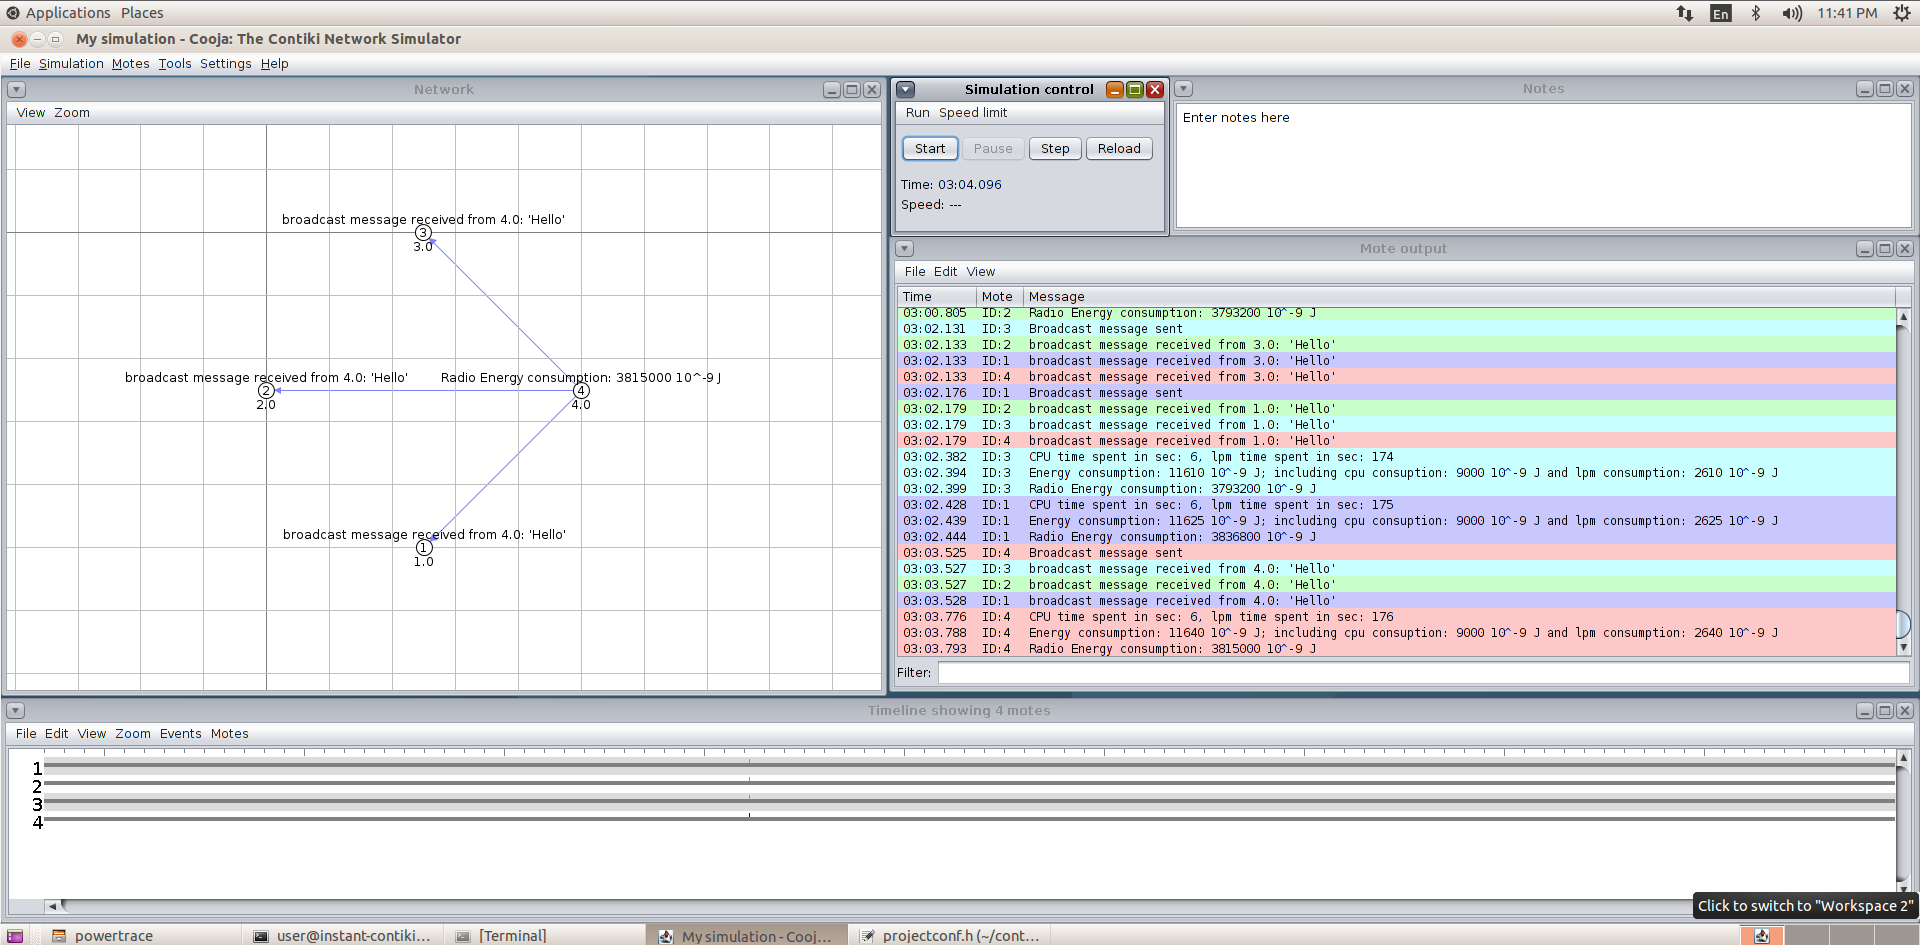 Applications Places En 11:41 PM
My simulation - Cooja: The Contiki Network Simulator
File Simulation Motes Tools Settings Help
Network
View Zoom
broadcast message received from 4.0: 'Hello'
3
3.0
broadcast message received from 4.0: 'Hello' Radio Energy consumption: 3815000 10^-9 J
2 4
2.0 4.0
broadcast message received from 4.0: 'Hello'
1
1.0
Simulation control
Run Speed limit
Start Pause Step Reload
Time: 03:04.096
Speed: ---
Notes
Enter notes here
Mote output
File Edit View
Time Mote Message
03:00.805 ID:2 Radio Energy consumption: 3793200 10^-9 J
03:02.131 ID:3 Broadcast message sent
03:02.133 ID:2 broadcast message received from 3.0: 'Hello'
03:02.133 ID:1 broadcast message received from 3.0: 'Hello'
03:02.133 ID:4 broadcast message received from 3.0: 'Hello'
03:02.176 ID:1 Broadcast message sent
03:02.179 ID:2 broadcast message received from 1.0: 'Hello'
03:02.179 ID:3 broadcast message received from 1.0: 'Hello'
03:02.179 ID:4 broadcast message received from 1.0: 'Hello'
03:02.382 ID:3 CPU time spent in sec: 6, lpm time spent in sec: 174
03:02.394 ID:3 Energy consumption: 11610 10^-9 J; including cpu consuption: 9000 10^-9 J and lpm consumption: 2610 10^-9 J
03:02.399 ID:3 Radio Energy consumption: 3793200 10^-9 J
03:02.428 ID:1 CPU time spent in sec: 6, lpm time spent in sec: 175
03:02.439 ID:1 Energy consumption: 11625 10^-9 J; including cpu consuption: 9000 10^-9 J and lpm consumption: 2625 10^-9 J
03:02.444 ID:1 Radio Energy consumption: 3836800 10^-9 J
03:03.525 ID:4 Broadcast message sent
03:03.527 ID:3 broadcast message received from 4.0: 'Hello'
03:03.527 ID:2 broadcast message received from 4.0: 'Hello'
03:03.528 ID:1 broadcast message received from 4.0: 'Hello'
03:03.776 ID:4 CPU time spent in sec: 6, lpm time spent in sec: 176
03:03.788 ID:4 Energy consumption: 11640 10^-9 J; including cpu consuption: 9000 10^-9 J and lpm consumption: 2640 10^-9 J
03:03.793 ID:4 Radio Energy consumption: 3815000 10^-9 J
Filter:
Timeline showing 4 motes
File Edit View Zoom Events Motes
1
2
3
4
Click to switch to "Workspace 2"
powertrace user@instant-contiki... [Terminal] My simulation - Cooj... projectconf.h (~/cont...